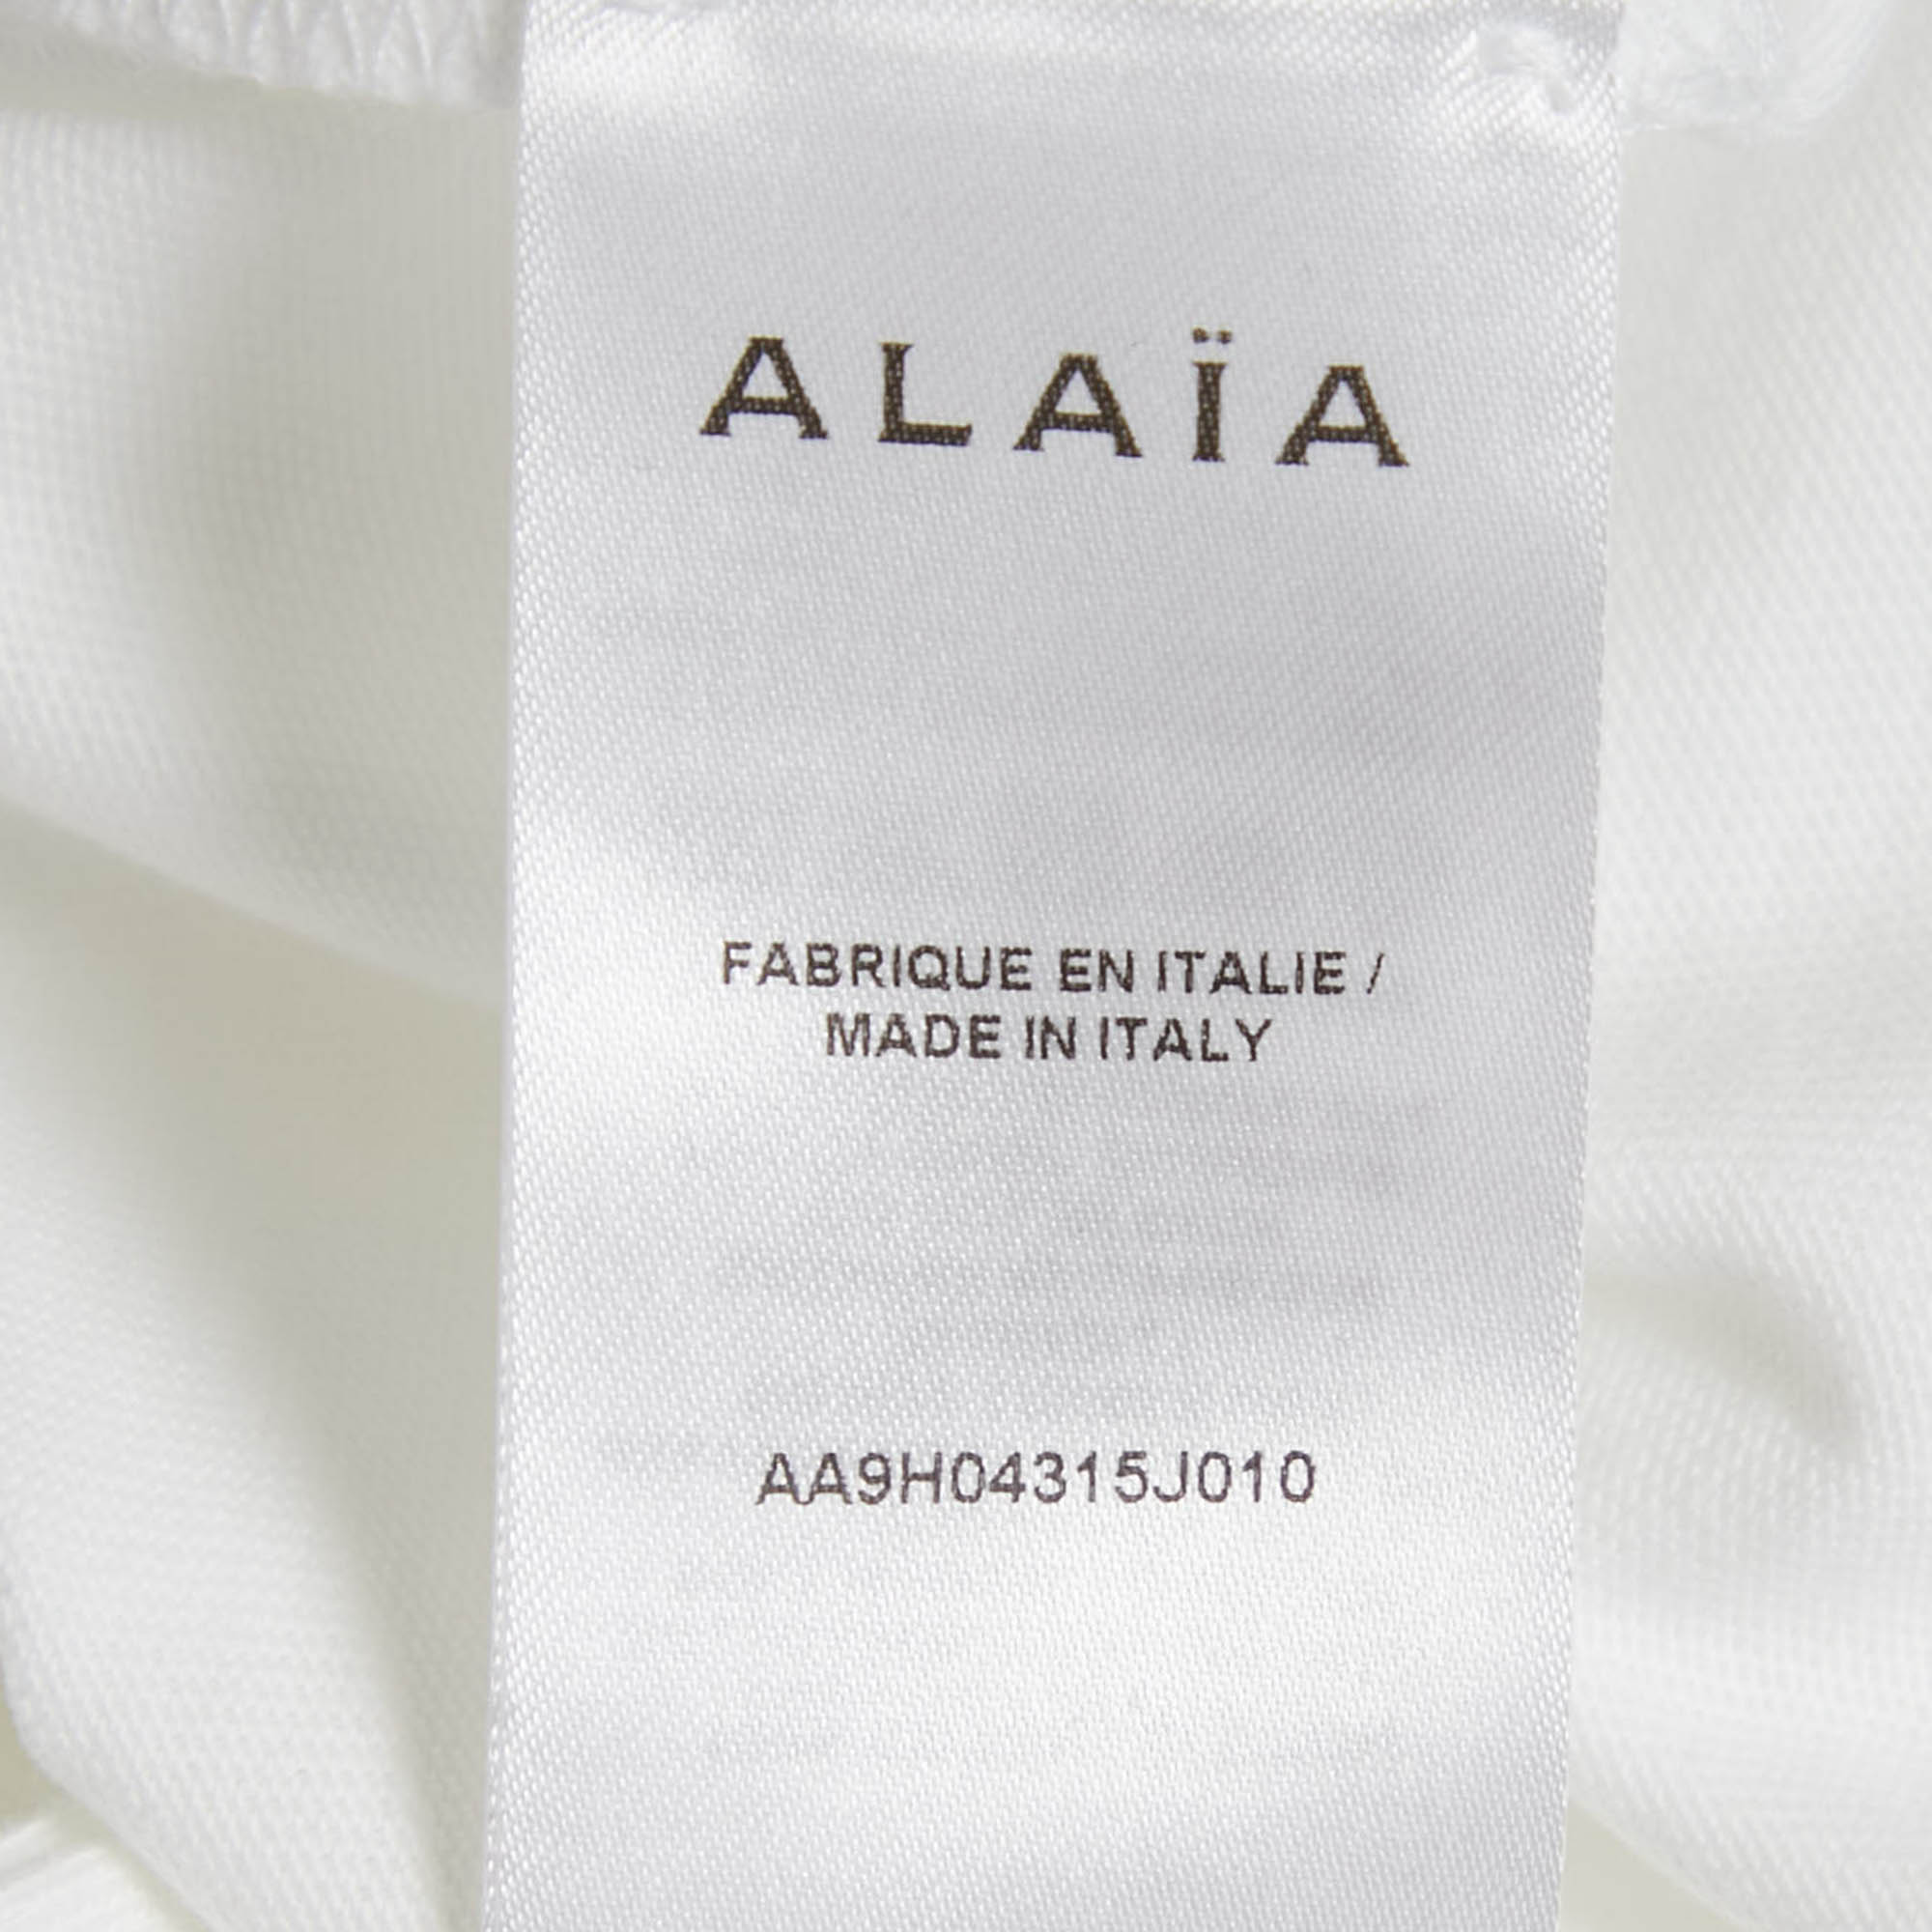 ALAÏA
FABRIQUE EN ITALIE /
MADE IN ITALY
AA9H04315J010